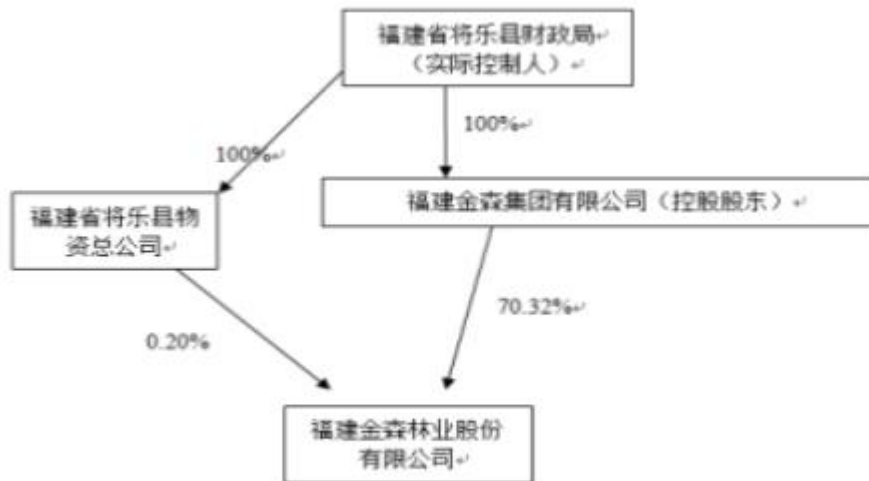 福建省将乐县财政局↵
（实际控制人）↵
100%↵
100%↵
福建省将乐县物
资总公司↵
福建金森集团有限公司（控股股东）↵
70.32%↵
0.20%
福建金森林业股份
有限公司↵